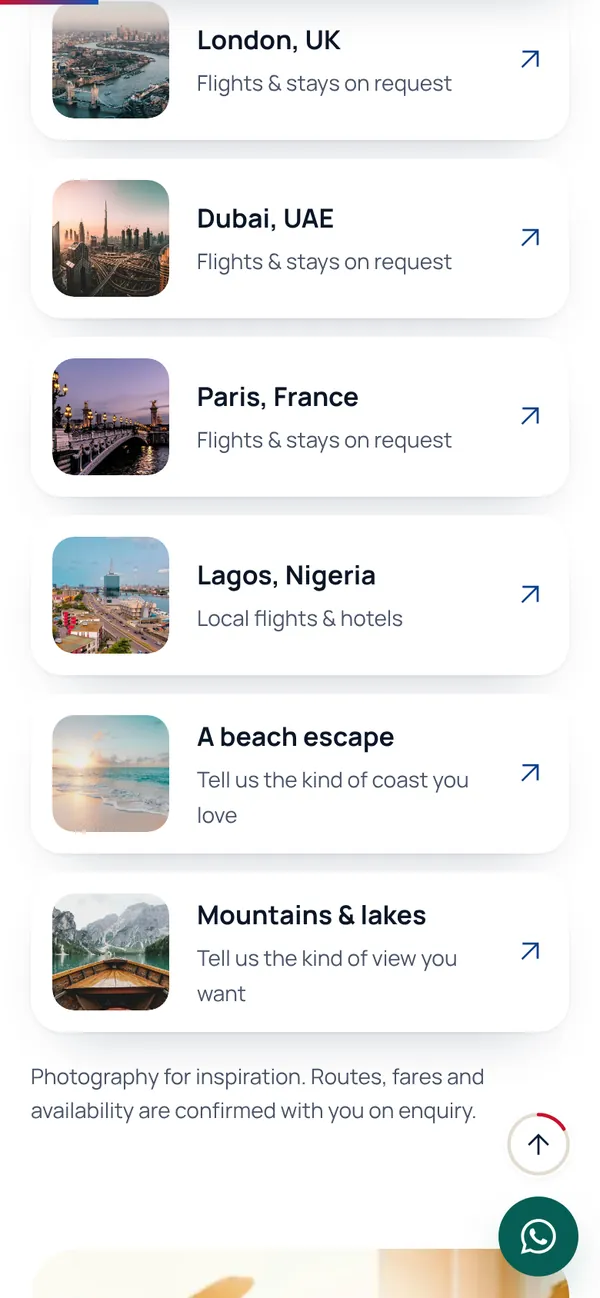 London, UK
Flights & stays on request
Dubai, UAE
Flights & stays on request
Paris, France
Flights & stays on request
Lagos, Nigeria
Local flights & hotels
A beach escape
Tell us the kind of coast you
love
Mountains & lakes
Tell us the kind of view you
want
Photography for inspiration. Routes, fares and
availability are confirmed with you on enquiry.